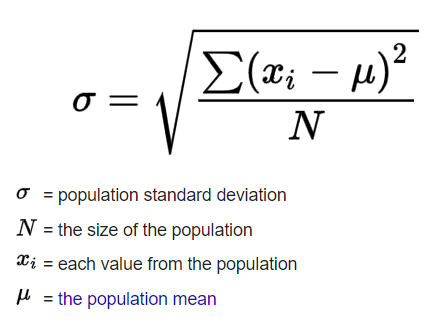 σ = √(∑(xᵢ − μ)² / N)
σ = population standard deviation
N = the size of the population
xᵢ = each value from the population
μ = the population mean